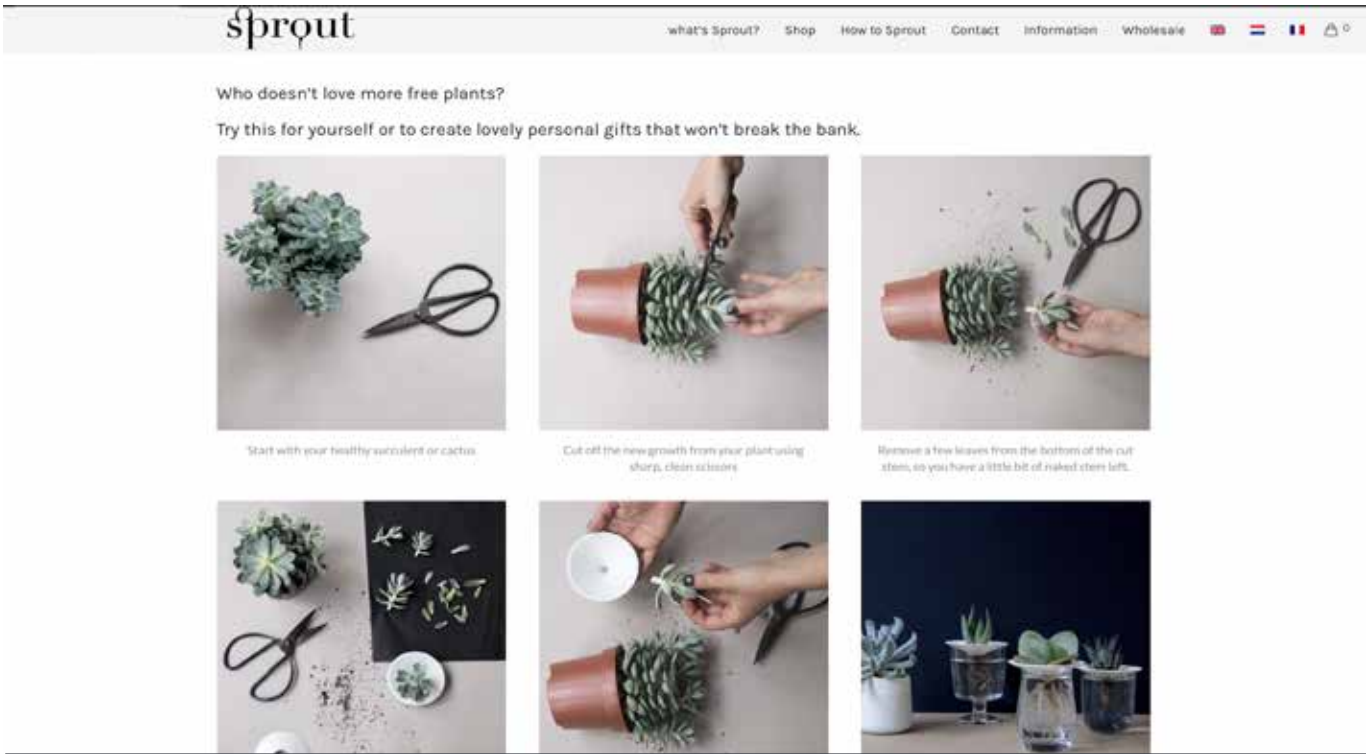 sprout
what's Sprout? Shop How to Sprout Contact Information Wholesale 0
Who doesn't love more free plants?
Try this for yourself or to create lovely personal gifts that won't break the bank.
Start with your healthy succulent or cactus
Cut off the new growth from your plant using
sharp, clean scissors
Remove a few leaves from the bottom of the cut
stem, so you have a little bit of naked stem left.